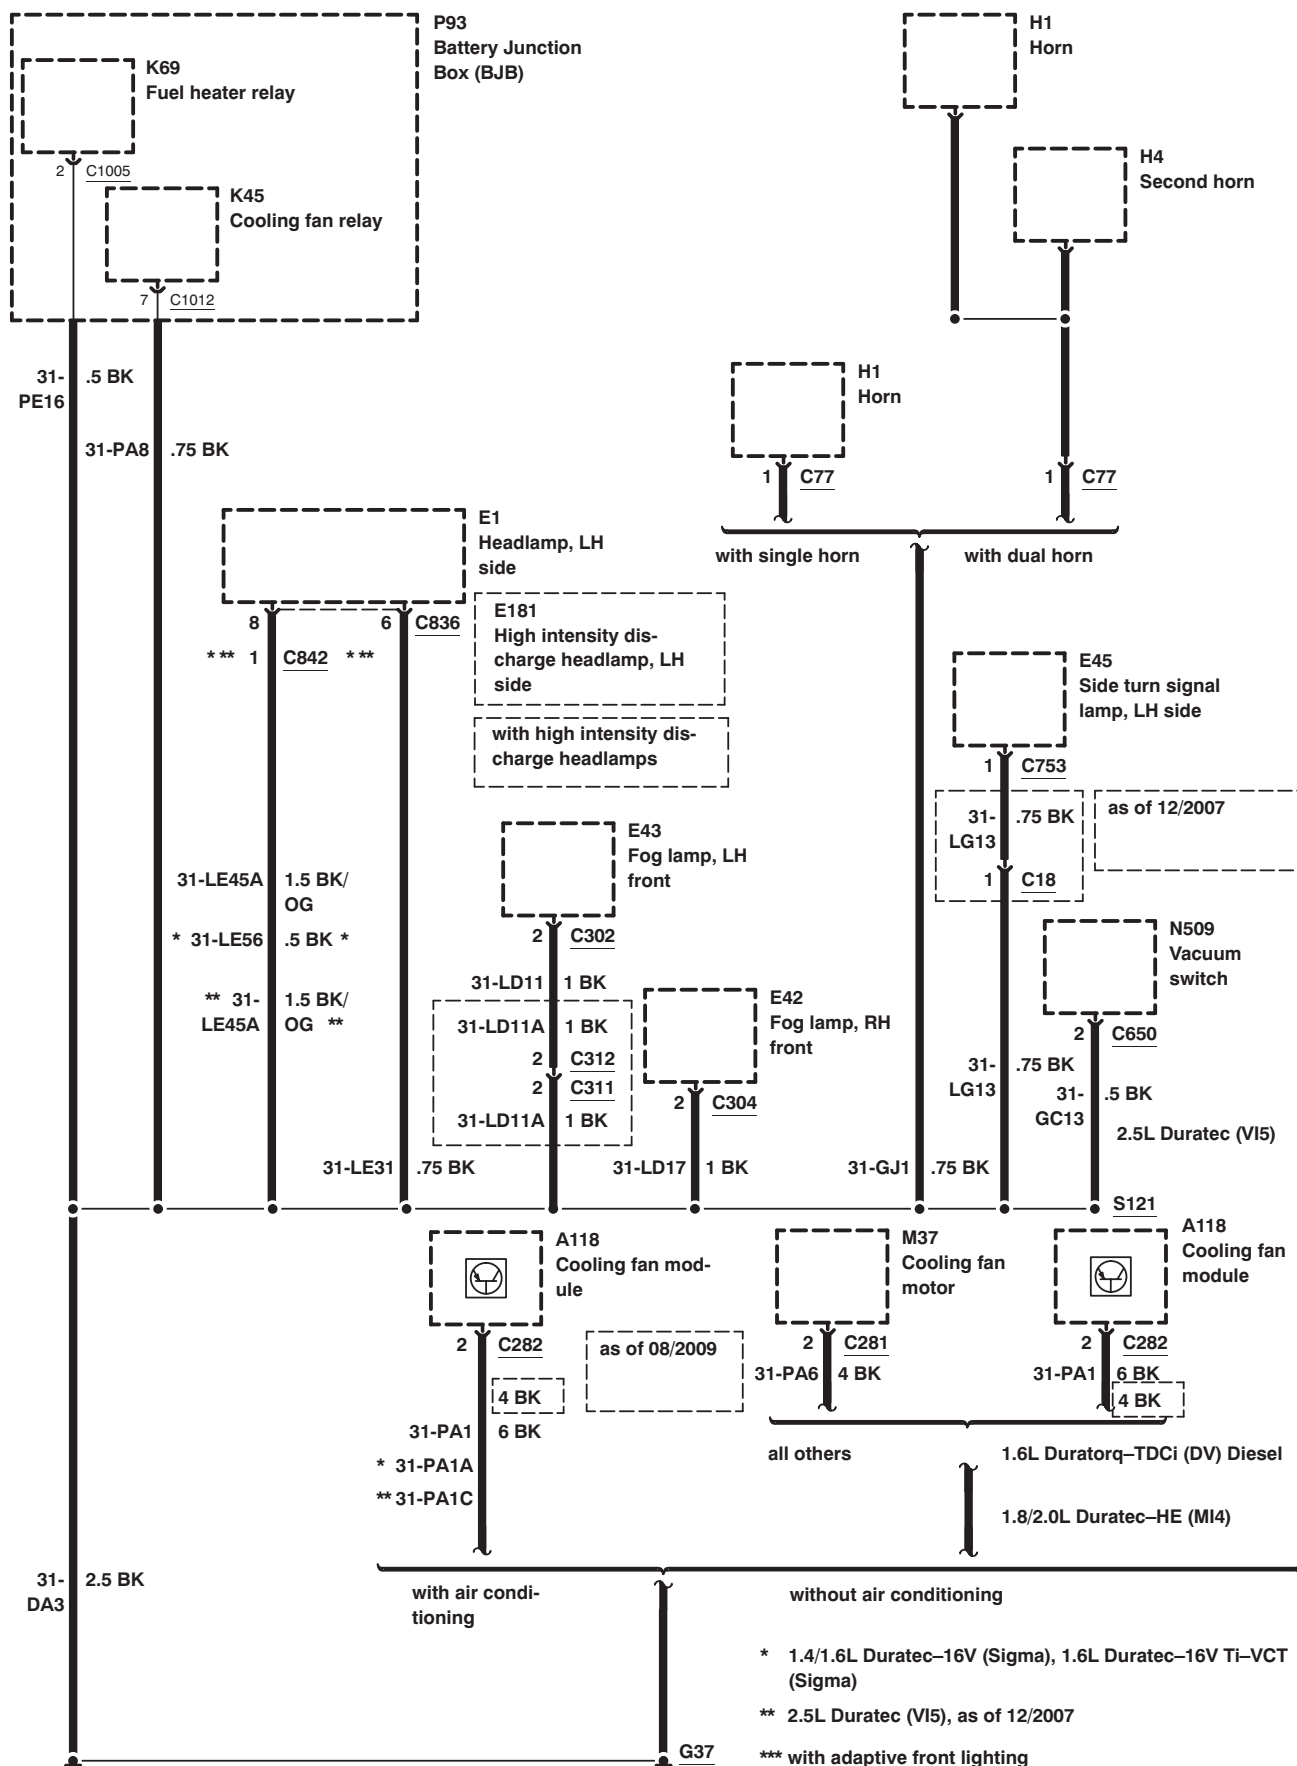 P93
Battery Junction
Box (BJB)
K69
Fuel heater relay
2 C1005
K45
Cooling fan relay
7 C1012
H1
Horn
H4
Second horn
31-
PE16
.5 BK
31-PA8 .75 BK
H1
Horn
1 C77
1 C77
with single horn
with dual horn
E1
Headlamp, LH
side
8
6 C836
* ** 1 C842 * **
E181
High intensity dis-
charge headlamp, LH
side
with high intensity dis-
charge headlamps
E45
Side turn signal
lamp, LH side
1 C753
31-
LG13
.75 BK
1 C18
as of 12/2007
E43
Fog lamp, LH
front
2 C302
31-LE45A 1.5 BK/
OG
* 31-LE56 .5 BK *
** 31-
LE45A
1.5 BK/
OG **
31-LD11 1 BK
31-LD11A 1 BK
2 C312
2 C311
31-LD11A 1 BK
E42
Fog lamp, RH
front
2 C304
N509
Vacuum
switch
2 C650
31-
LG13
.75 BK
31-
GC13
.5 BK
2.5L Duratec (VI5)
31-LE31 .75 BK
31-LD17 1 BK
31-GJ1 .75 BK
S121
A118
Cooling fan mod-
ule
2 C282
as of 08/2009
4 BK
31-PA1 6 BK
* 31-PA1A
** 31-PA1C
M37
Cooling fan
motor
2 C281
31-PA6 4 BK
A118
Cooling fan
module
2 C282
31-PA1 6 BK
4 BK
all others
1.6L Duratorq–TDCi (DV) Diesel
1.8/2.0L Duratec–HE (MI4)
31-
DA3
2.5 BK
with air condi-
tioning
without air conditioning
* 1.4/1.6L Duratec–16V (Sigma), 1.6L Duratec–16V Ti–VCT
(Sigma)
** 2.5L Duratec (VI5), as of 12/2007
G37
*** with adaptive front lighting